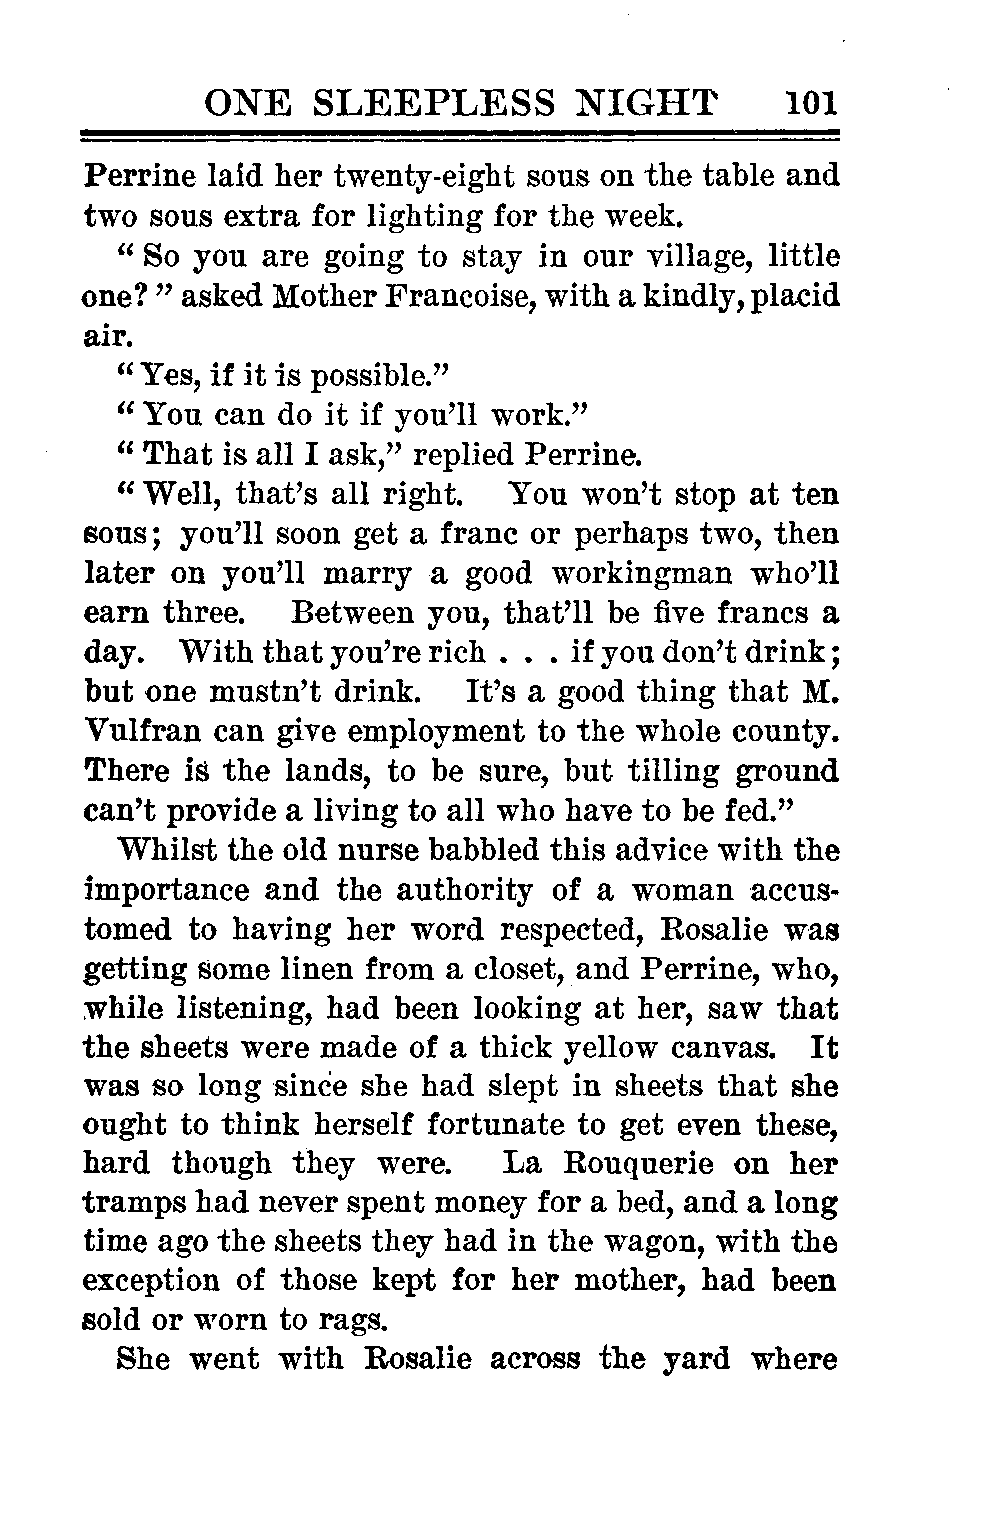 ONE SLEEPLESS NIGHT 101
Perrine laid her twenty-eight sous on the table and
two sous extra for lighting for the week.
“So you are going to stay in our village, little
one?” asked Mother Francoise, with a kindly, placid
air.
“Yes, if it is possible.”
“You can do it if you’ll work.”
“That is all I ask,” replied Perrine.
“Well, that’s all right. You won’t stop at ten
sous; you’ll soon get a franc or perhaps two, then
later on you’ll marry a good workingman who’ll
earn three. Between you, that’ll be five francs a
day. With that you’re rich . . . if you don’t drink;
but one mustn’t drink. It’s a good thing that M.
Vulfran can give employment to the whole county.
There is the lands, to be sure, but tilling ground
can’t provide a living to all who have to be fed.”
Whilst the old nurse babbled this advice with the
importance and the authority of a woman accus-
tomed to having her word respected, Rosalie was
getting some linen from a closet, and Perrine, who,
while listening, had been looking at her, saw that
the sheets were made of a thick yellow canvas. It
was so long since she had slept in sheets that she
ought to think herself fortunate to get even these,
hard though they were. La Rouquerie on her
tramps had never spent money for a bed, and a long
time ago the sheets they had in the wagon, with the
exception of those kept for her mother, had been
sold or worn to rags.
She went with Rosalie across the yard where